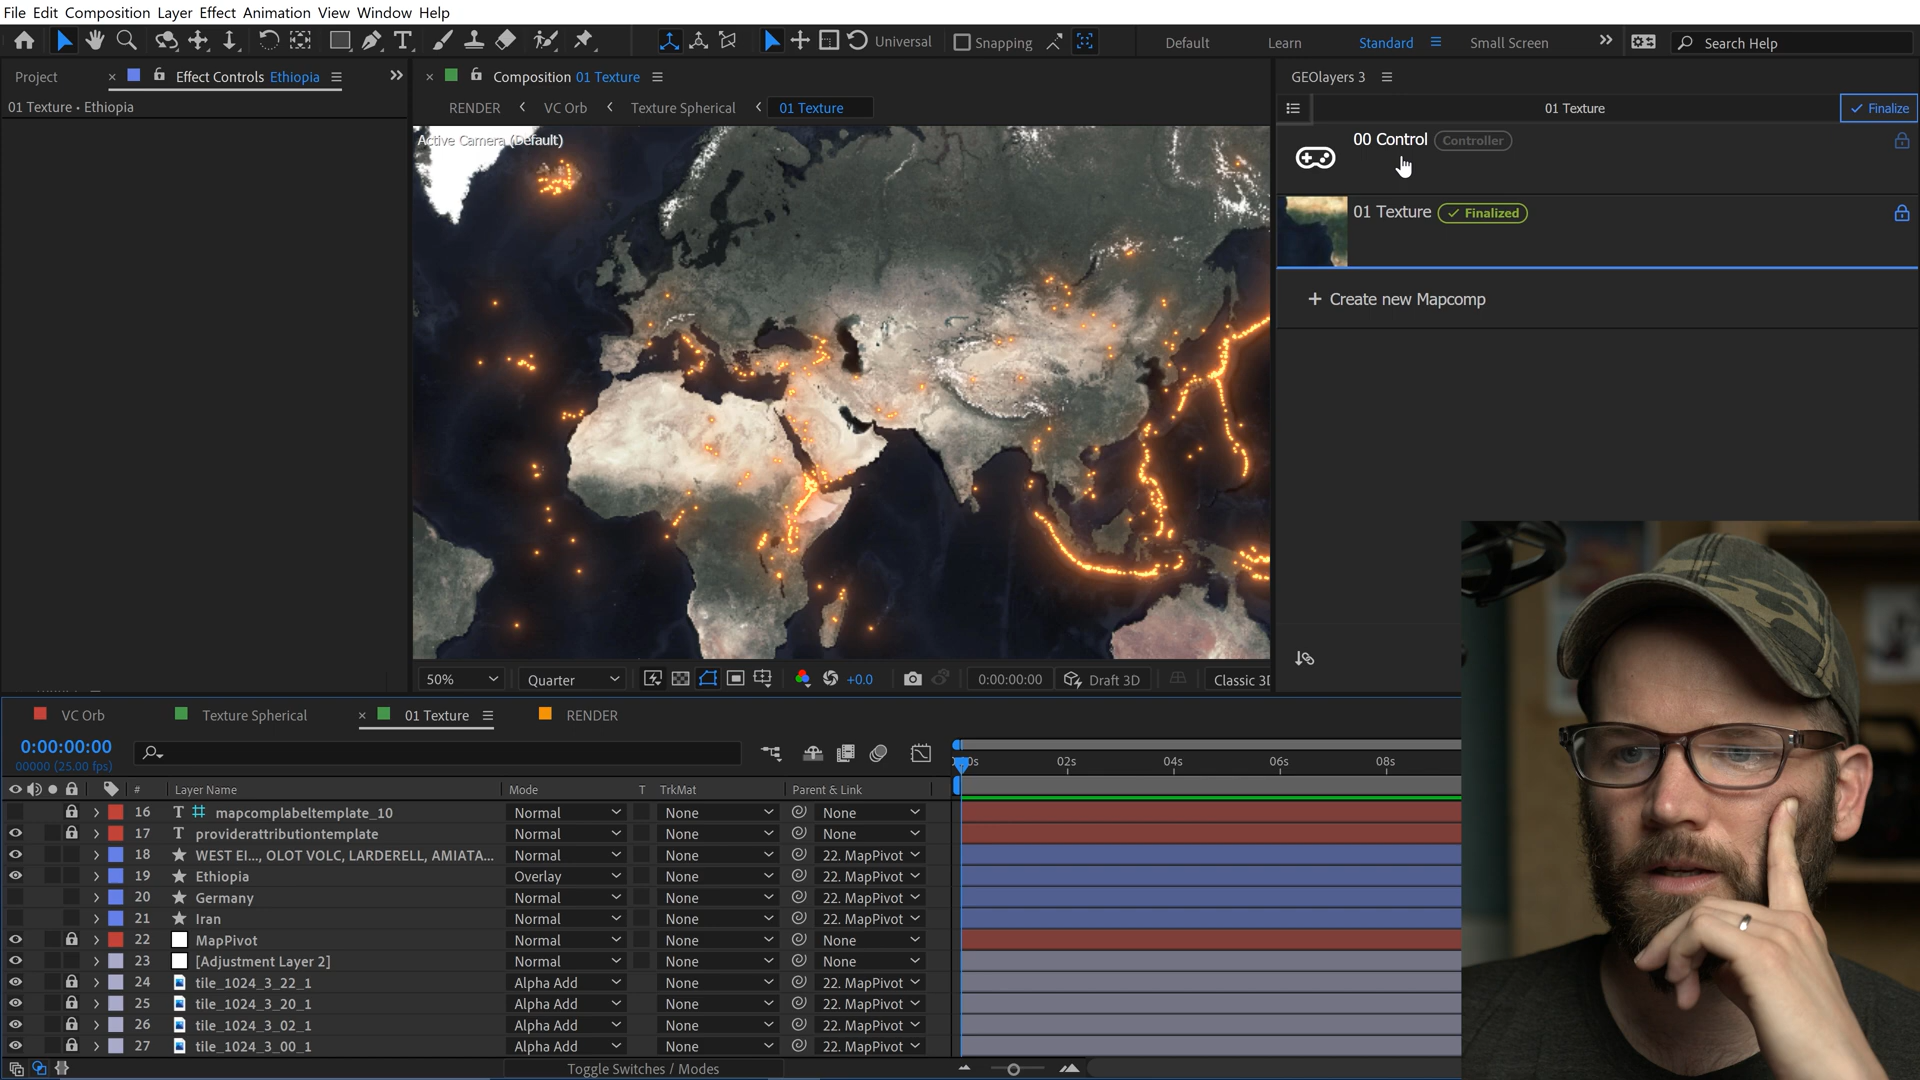 File Edit Composition Layer Effect Animation View Window Help
Universal
Snapping
Default
Learn
Standard
Small Screen
Search Help
Project
Effect Controls Ethiopia
Composition 01 Texture
GEOlayers 3
01 Texture • Ethiopia
RENDER
VC Orb
Texture Spherical
01 Texture
01 Texture
Finalize
Active Camera (Default)
00 Control
Controller
01 Texture
Finalized
+ Create new Mapcomp
50%
Quarter
+0.0
0:00:00:00
Draft 3D
Classic 3D
VC Orb
Texture Spherical
01 Texture
RENDER
0:00:00:00
00000 (25.00 fps)
02s
04s
06s
08s
# Layer Name Mode T TrkMat Parent & Link
16 T mapcomplabeltemplate_10 Normal None None
17 T providerattributiontemplate Normal None None
18 WEST EI..., OLOT VOLC, LARDERELL, AMIATA... Normal None 22. MapPivot
19 Ethiopia Overlay None 22. MapPivot
20 Germany Normal None 22. MapPivot
21 Iran Normal None 22. MapPivot
22 MapPivot Normal None None
23 [Adjustment Layer 2] Normal None None
24 tile_1024_3_22_1 Alpha Add None 22. MapPivot
25 tile_1024_3_20_1 Alpha Add None 22. MapPivot
26 tile_1024_3_02_1 Alpha Add None 22. MapPivot
27 tile_1024_3_00_1 Alpha Add None 22. MapPivot
Toggle Switches / Modes